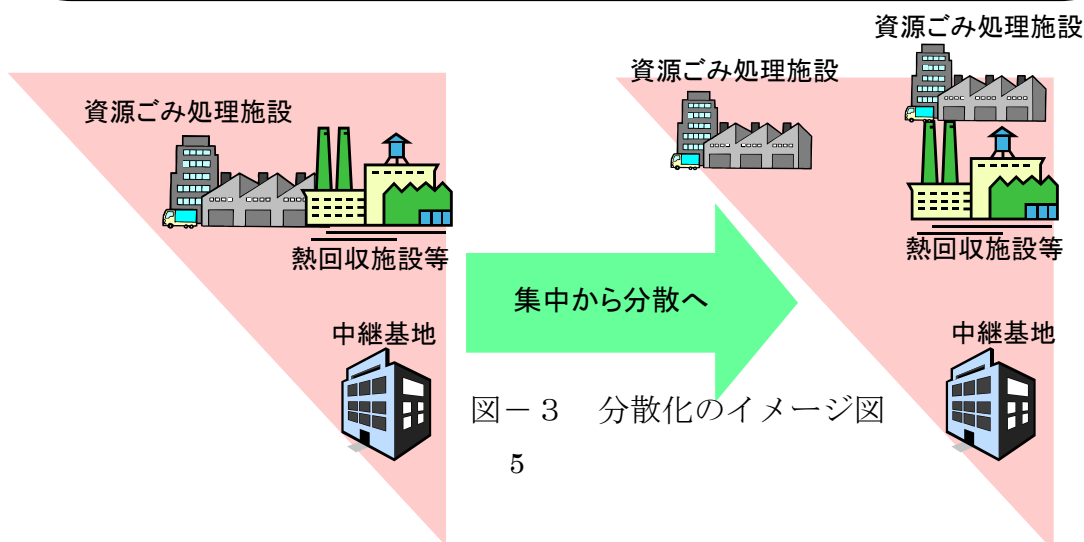 資源ごみ処理施設
熱回収施設等
中継基地
集中から分散へ
資源ごみ処理施設
資源ごみ処理施設
熱回収施設等
中継基地
図－３　分散化のイメージ図
5